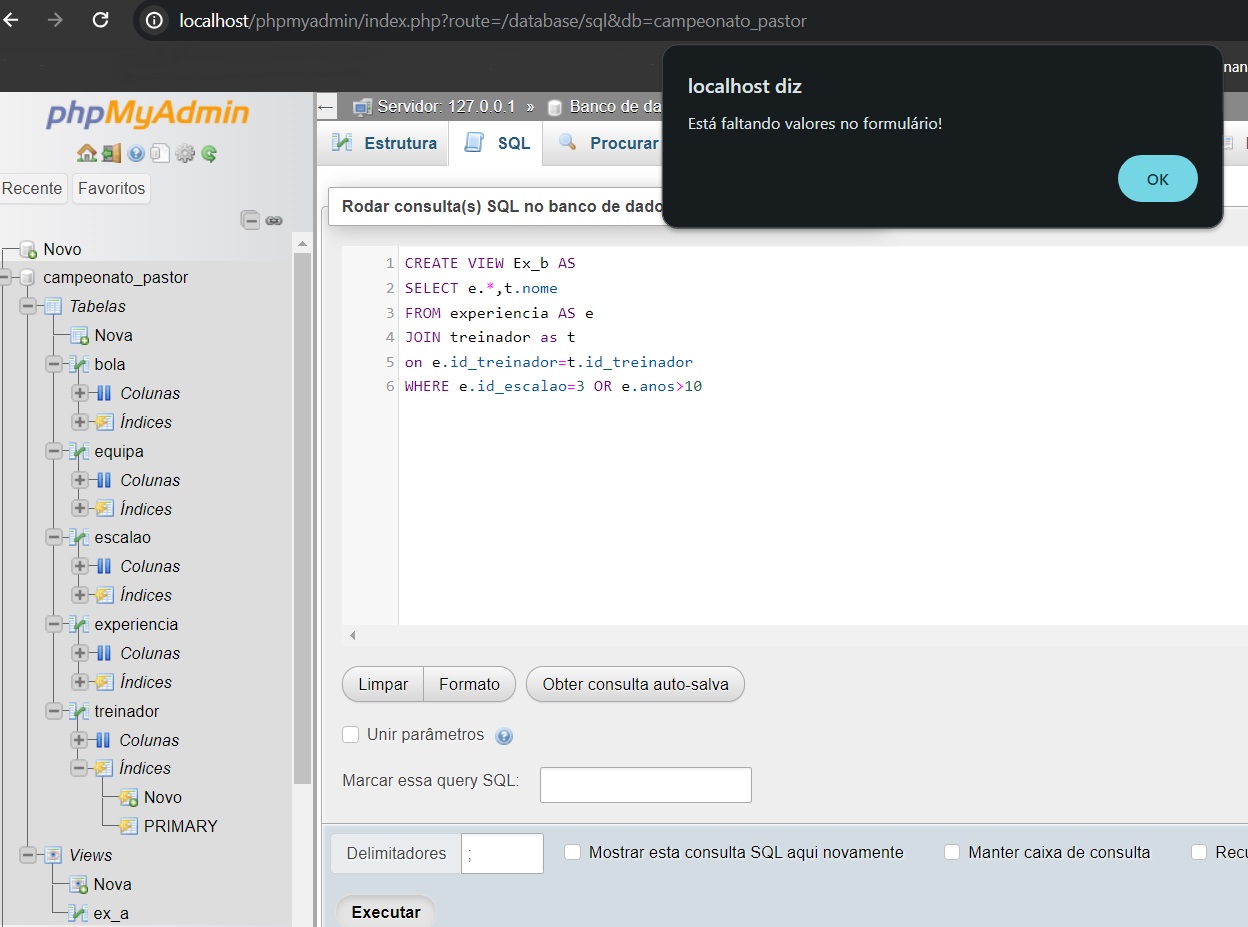 localhost/phpmyadmin/index.php?route=/database/sql&db=campeonato_pastor
localhost diz
Está faltando valores no formulário!
OK
phpMyAdmin
Recente
Favoritos
Novo
campeonato_pastor
Tabelas
Nova
bola
Colunas
Índices
equipa
Colunas
Índices
escalao
Colunas
Índices
experiencia
Colunas
Índices
treinador
Colunas
Índices
Novo
PRIMARY
Views
Nova
ex_a
Servidor: 127.0.0.1 » Banco de da
Estrutura
SQL
Procurar
Rodar consulta(s) SQL no banco de dado
1 CREATE VIEW Ex_b AS
2 SELECT e.*,t.nome
3 FROM experiencia AS e
4 JOIN treinador as t
5 on e.id_treinador=t.id_treinador
6 WHERE e.id_escalao=3 OR e.anos>10
Limpar
Formato
Obter consulta auto-salva
Unir parâmetros
Marcar essa query SQL:
Delimitadores ;
Mostrar esta consulta SQL aqui novamente
Manter caixa de consulta
Executar